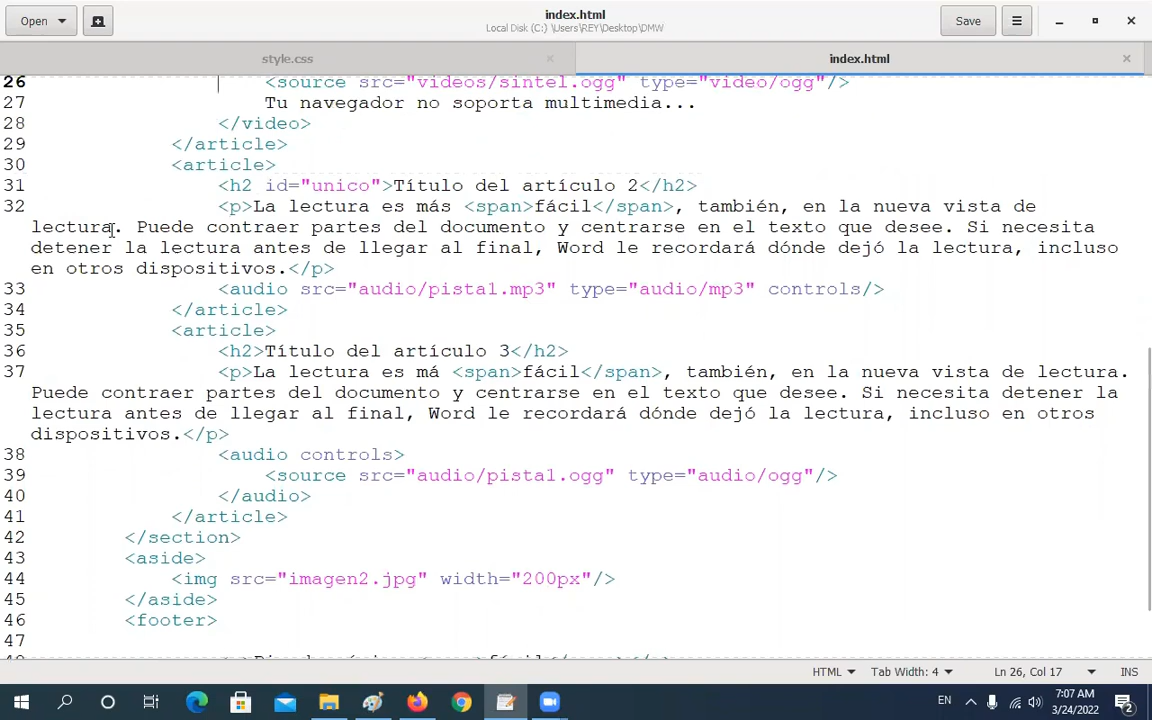 Open
index.html
Local Disk (C:) \Users\REY\Desktop\DMW
Save
style.css
index.html
26 <source src="videos/sintel.ogg" type="video/ogg"/>
27 Tu navegador no soporta multimedia...
28 </video>
29 </article>
30 <article>
31 <h2 id="unico">Título del artículo 2</h2>
32 <p>La lectura es más <span>fácil</span>, también, en la nueva vista de
lectura. Puede contraer partes del documento y centrarse en el texto que desee. Si necesita
detener la lectura antes de llegar al final, Word le recordará dónde dejó la lectura, incluso
en otros dispositivos.</p>
33 <audio src="audio/pista1.mp3" type="audio/mp3" controls/>
34 </article>
35 <article>
36 <h2>Título del artículo 3</h2>
37 <p>La lectura es má <span>fácil</span>, también, en la nueva vista de lectura.
Puede contraer partes del documento y centrarse en el texto que desee. Si necesita detener la
lectura antes de llegar al final, Word le recordará dónde dejó la lectura, incluso en otros
dispositivos.</p>
38 <audio controls>
39 <source src="audio/pista1.ogg" type="audio/ogg"/>
40 </audio>
41 </article>
42 </section>
43 <aside>
44 <img src="imagen2.jpg" width="200px"/>
45 </aside>
46 <footer>
47
HTML Tab Width: 4 Ln 26, Col 17 INS
EN 7:07 AM
3/24/2022 2